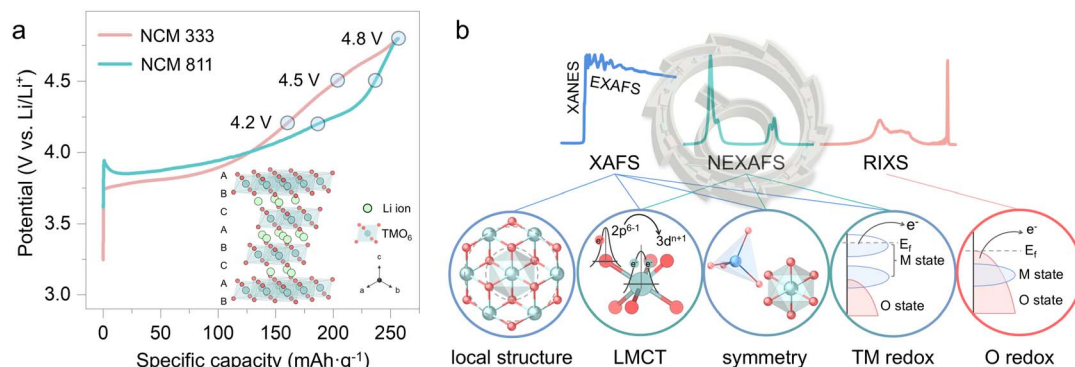 a
NCM 333
NCM 811
4.8 V
4.5 V
4.2 V
4.5
4.0
3.5
3.0
Potential (V vs. Li/Li⁺)
A
B
C
A
B
C
A
B
Li ion
TMO₆
c
a
b
0 50 100 150 200 250
Specific capacity (mAh·g⁻¹)
b
XANES
EXAFS
XAFS
NEXAFS
RIXS
2p⁶⁻¹
3dⁿ⁺¹
e⁻
e⁻
e⁻
e⁻
E_f
M state
O state
e⁻
E_f
M state
O state
local structure
LMCT
symmetry
TM redox
O redox